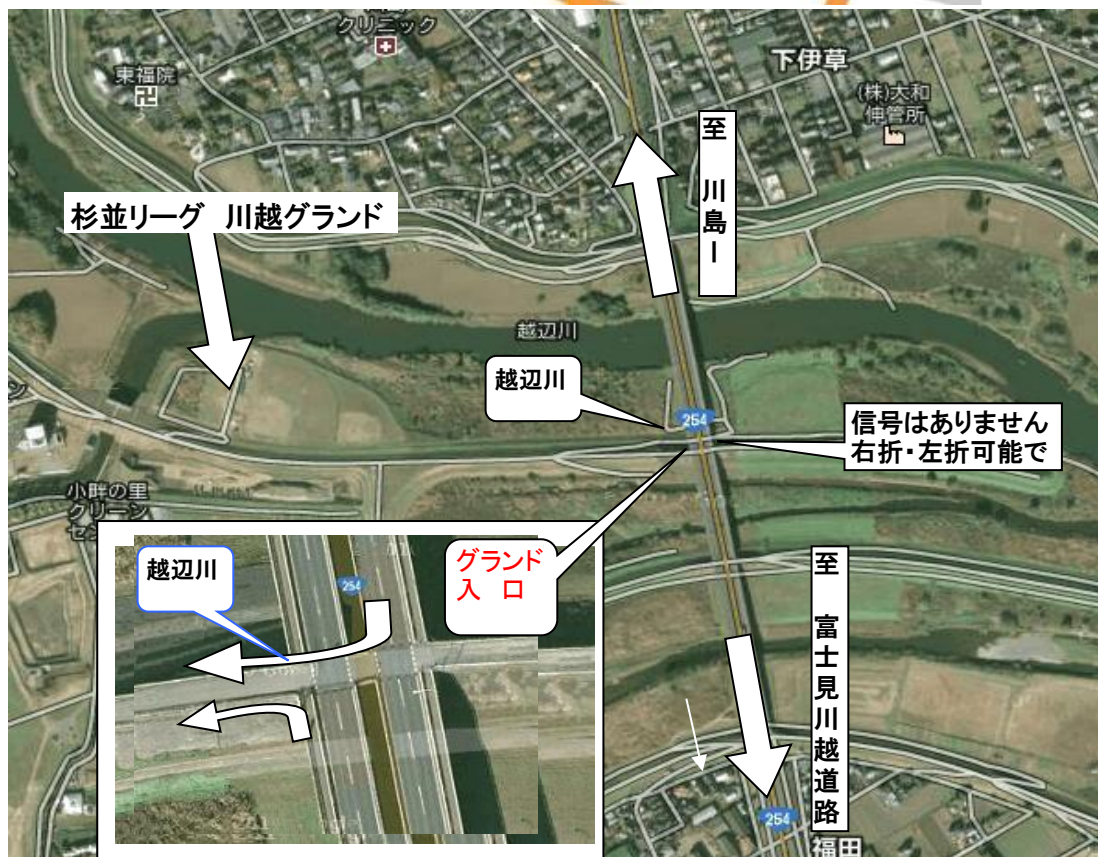 クリニック
下伊草
東福院
(株)大和
伸管所
至 川島ー
杉並リーグ 川越グランド
越辺川
越辺川
254
信号はありません
右折・左折可能で
小畔の里
クリーン
セン
グランド
入 口
越辺川
254
至 富士見川越道路
254
福田